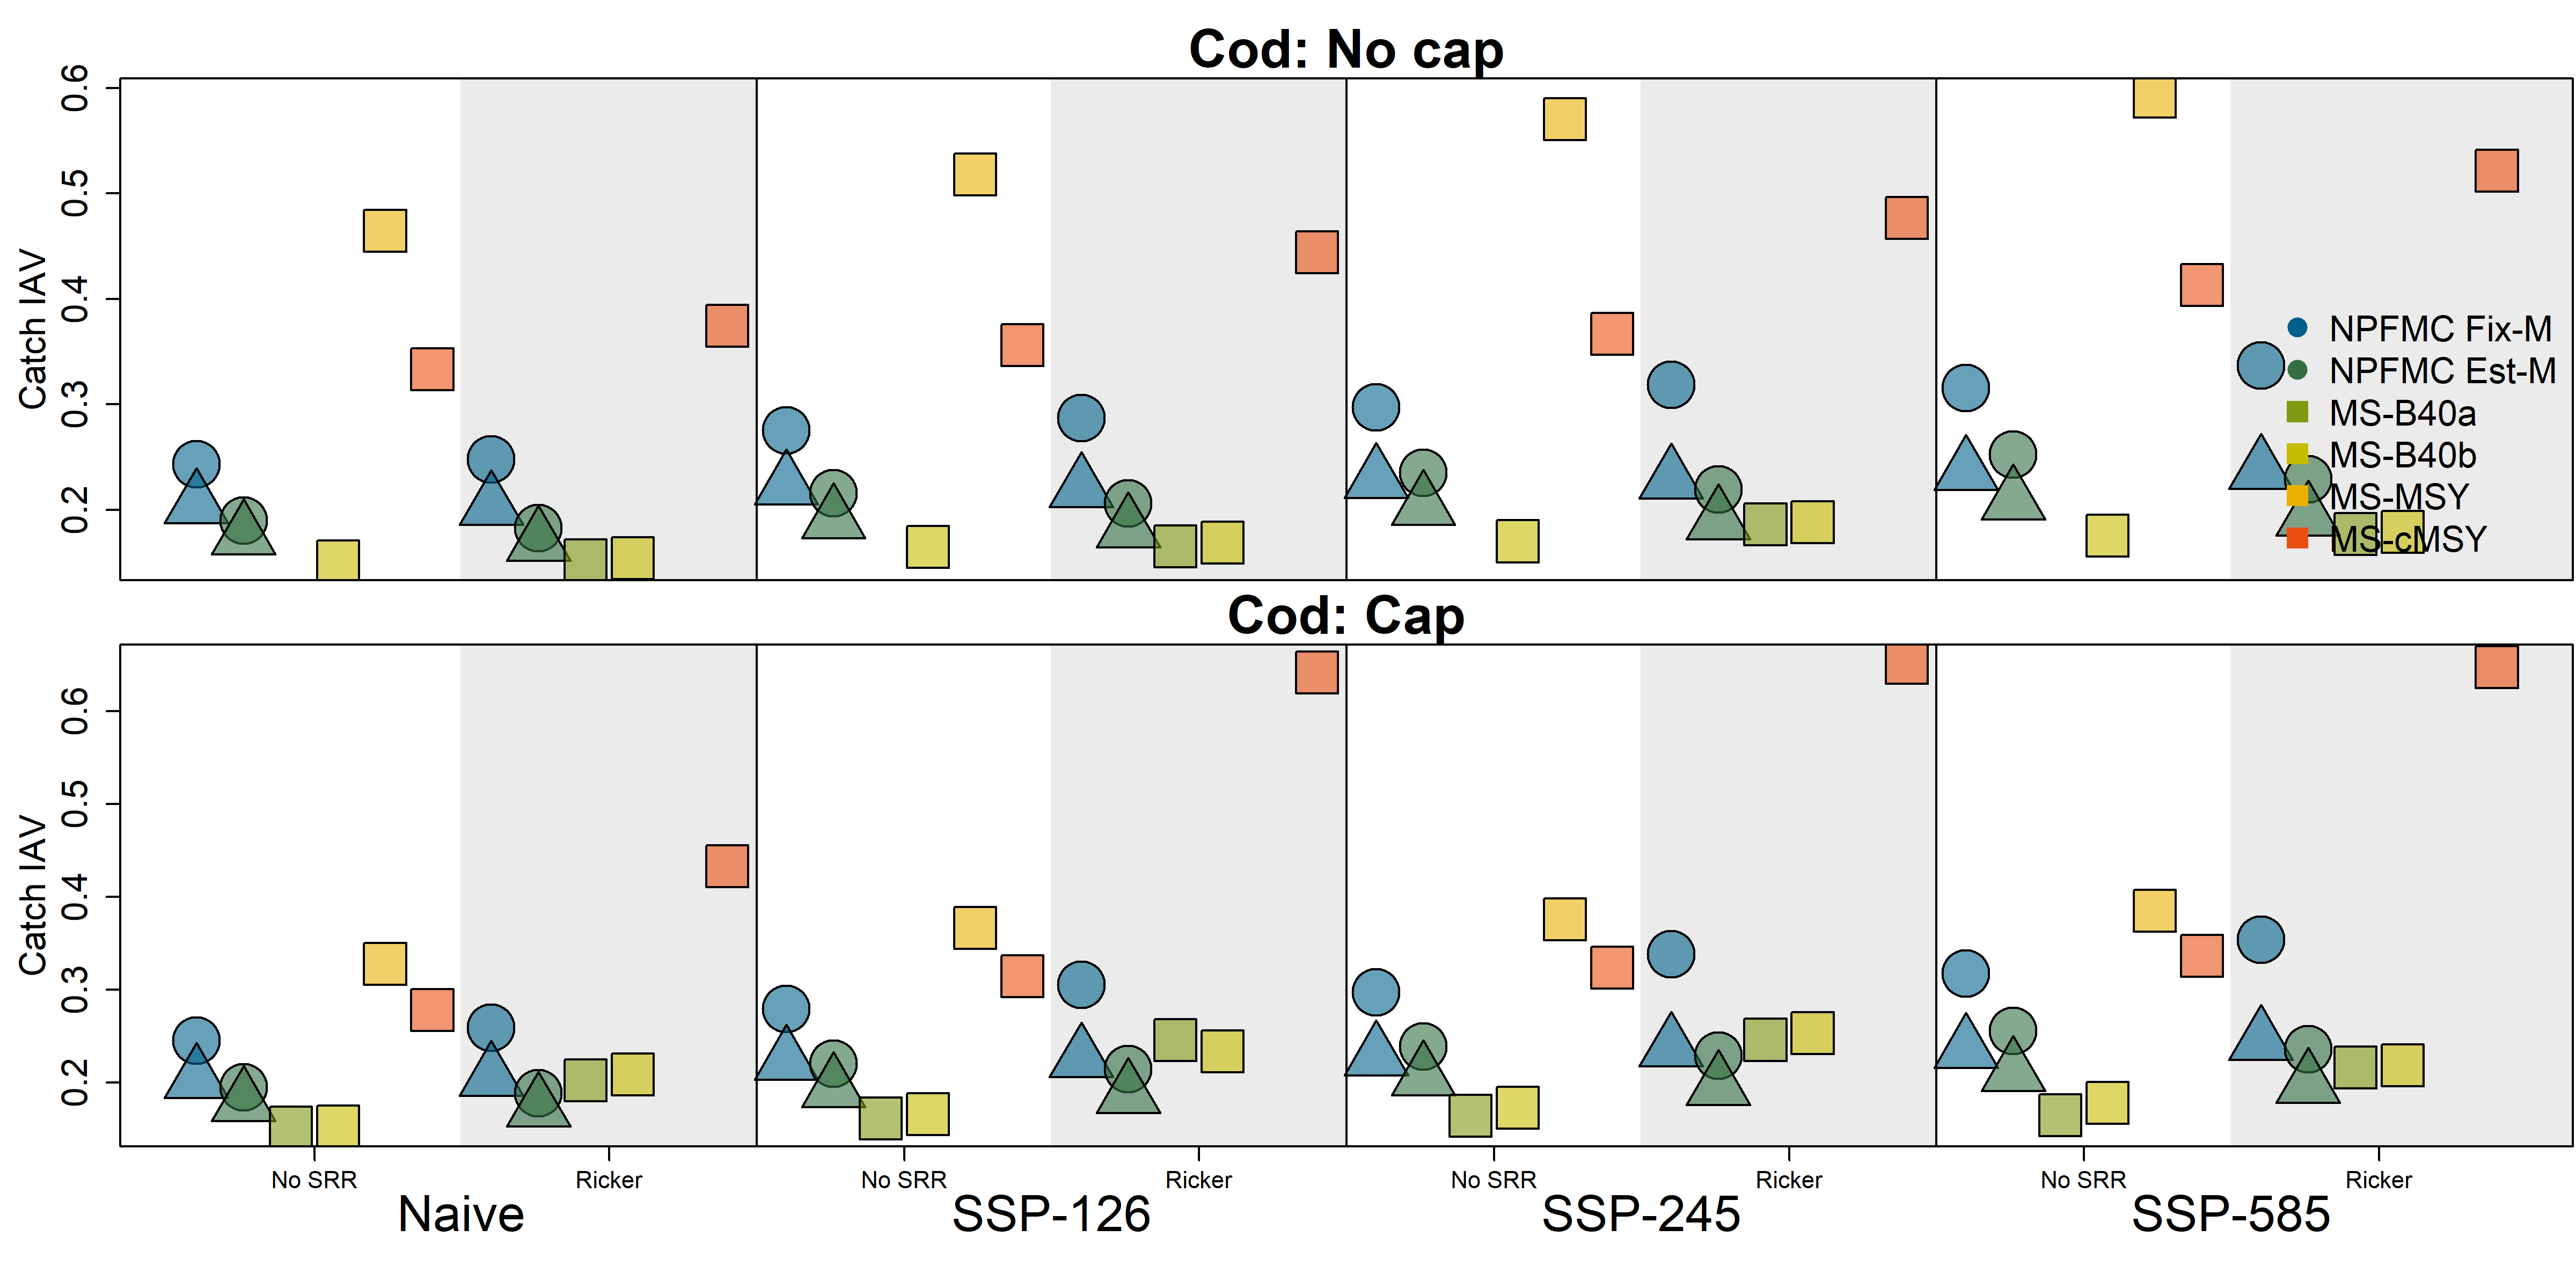 Cod: No cap
Catch IAV
0.6
0.5
0.4
0.3
0.2
NPFMC Fix-M
NPFMC Est-M
MS-B40a
MS-B40b
MS-MSY
MS-cMSY
Cod: Cap
Catch IAV
0.6
0.5
0.4
0.3
0.2
No SRR Ricker No SRR Ricker No SRR Ricker No SRR Ricker
Naive SSP-126 SSP-245 SSP-585